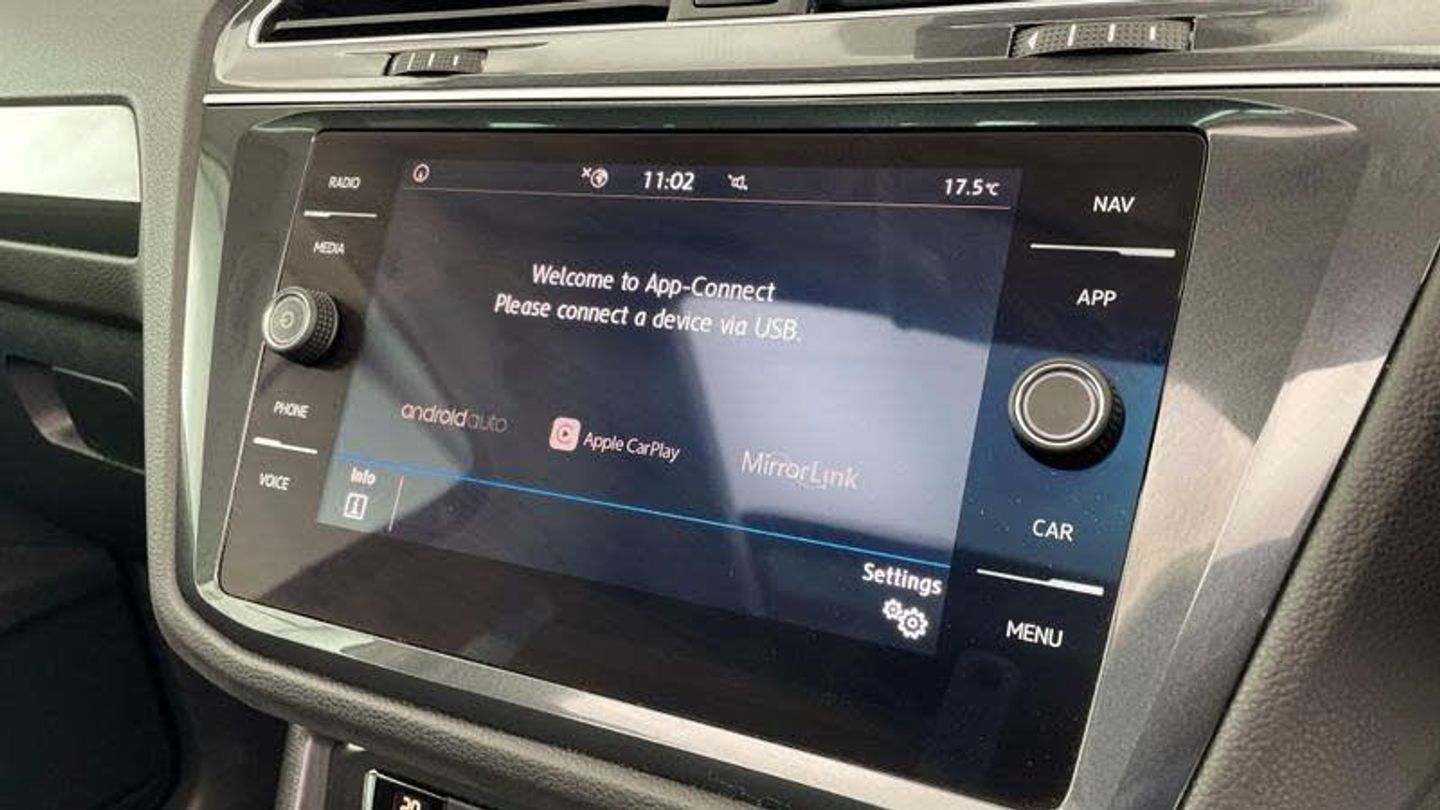 RADIO
MEDIA
PHONE
VOICE
11:02
17.5°C
Welcome to App-Connect
Please connect a device via USB.
androidauto
Apple CarPlay
MirrorLink
Info
i
Settings
NAV
APP
CAR
MENU
20